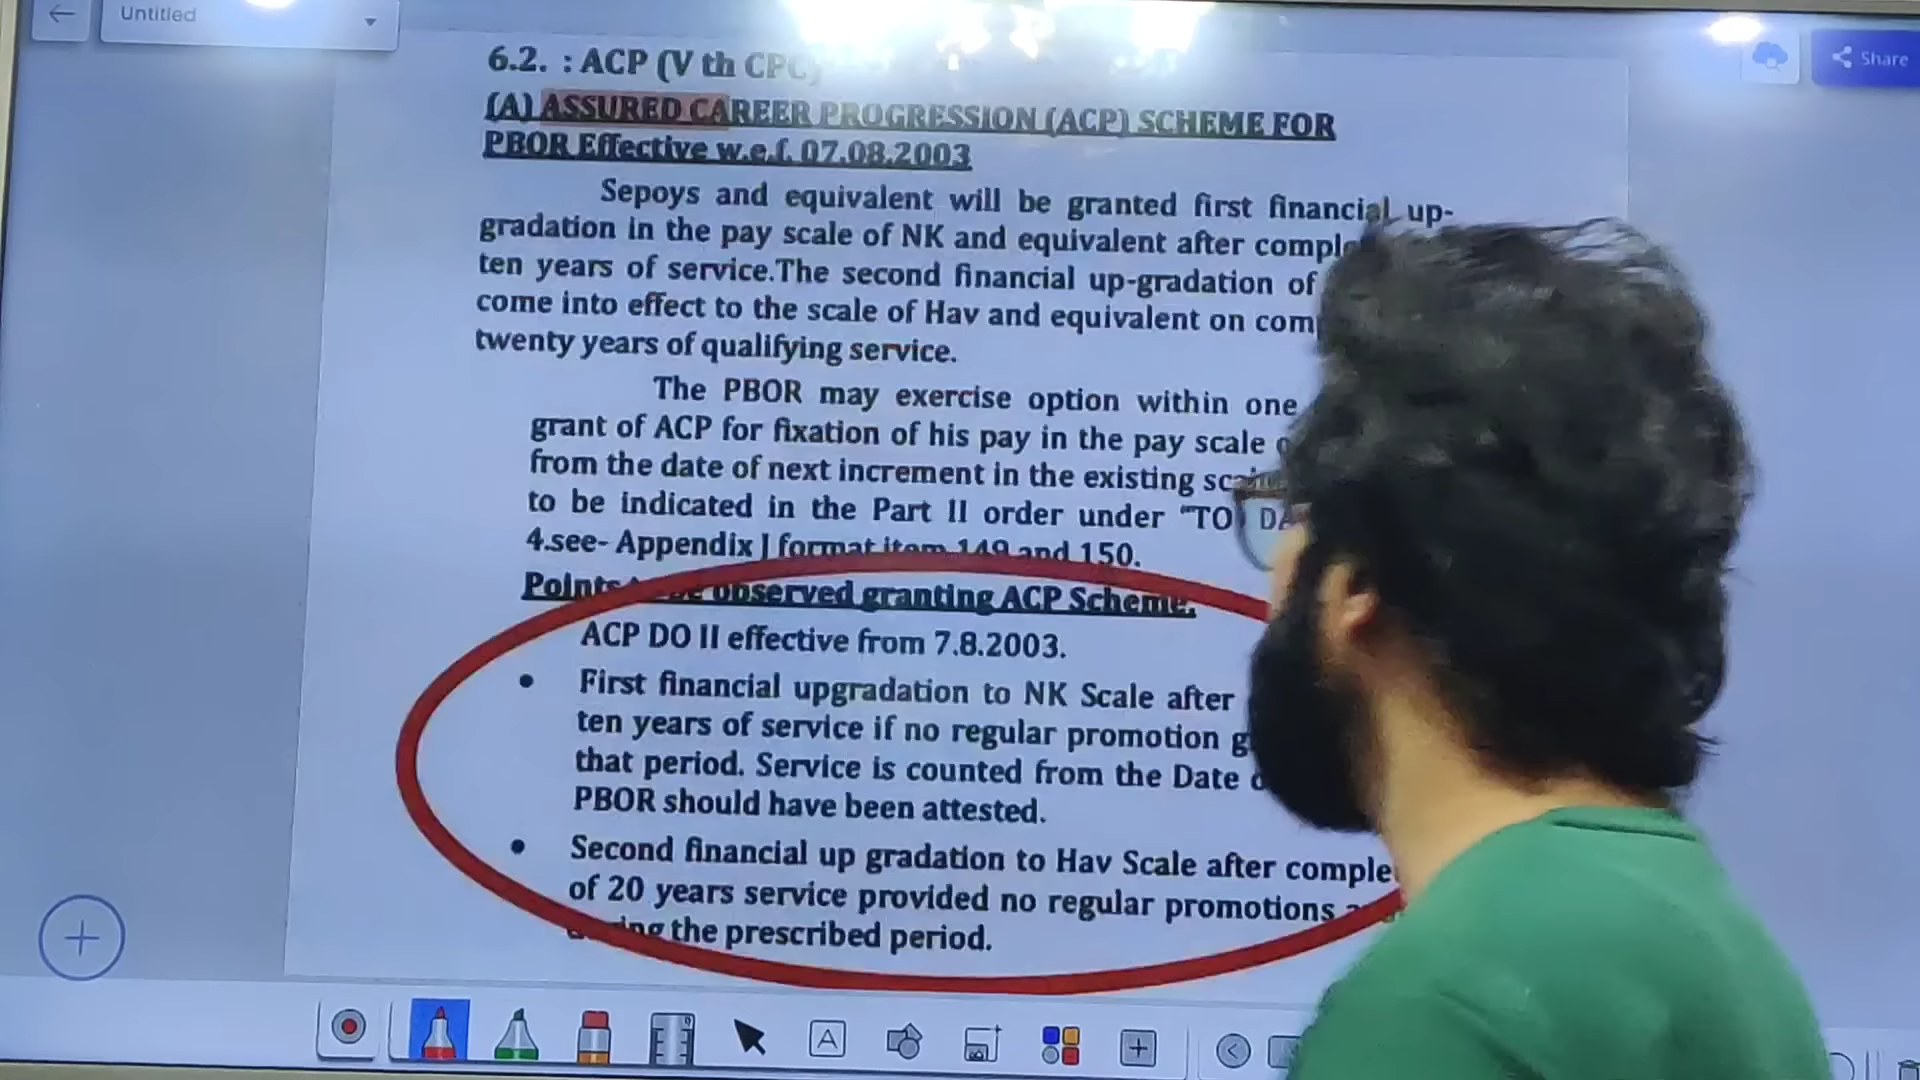 Untitled
Share
6.2. : ACP (V th CPC)
(A) ASSURED CAREER PROGRESSION (ACP) SCHEME FOR
PBOR Effective w.e.f. 07.08.2003
Sepoys and equivalent will be granted first financial up-
gradation in the pay scale of NK and equivalent after
ten years of service.The second financial up-gradation of
come into effect to the scale of Hav and equivalent on
twenty years of qualifying service.
The PBOR may exercise option within one
grant of ACP for fixation of his pay in the pay scale
from the date of next increment in the existing
to be indicated in the Part II order under "TO
4.see- Appendix J format item 149 and 150.
Points observed granting ACP Scheme.
ACP DO II effective from 7.8.2003.
• First financial upgradation to NK Scale after
ten years of service if no regular promotion
that period. Service is counted from the Date
PBOR should have been attested.
• Second financial up gradation to Hav Scale after
of 20 years service provided no regular promotions
the prescribed period.
A